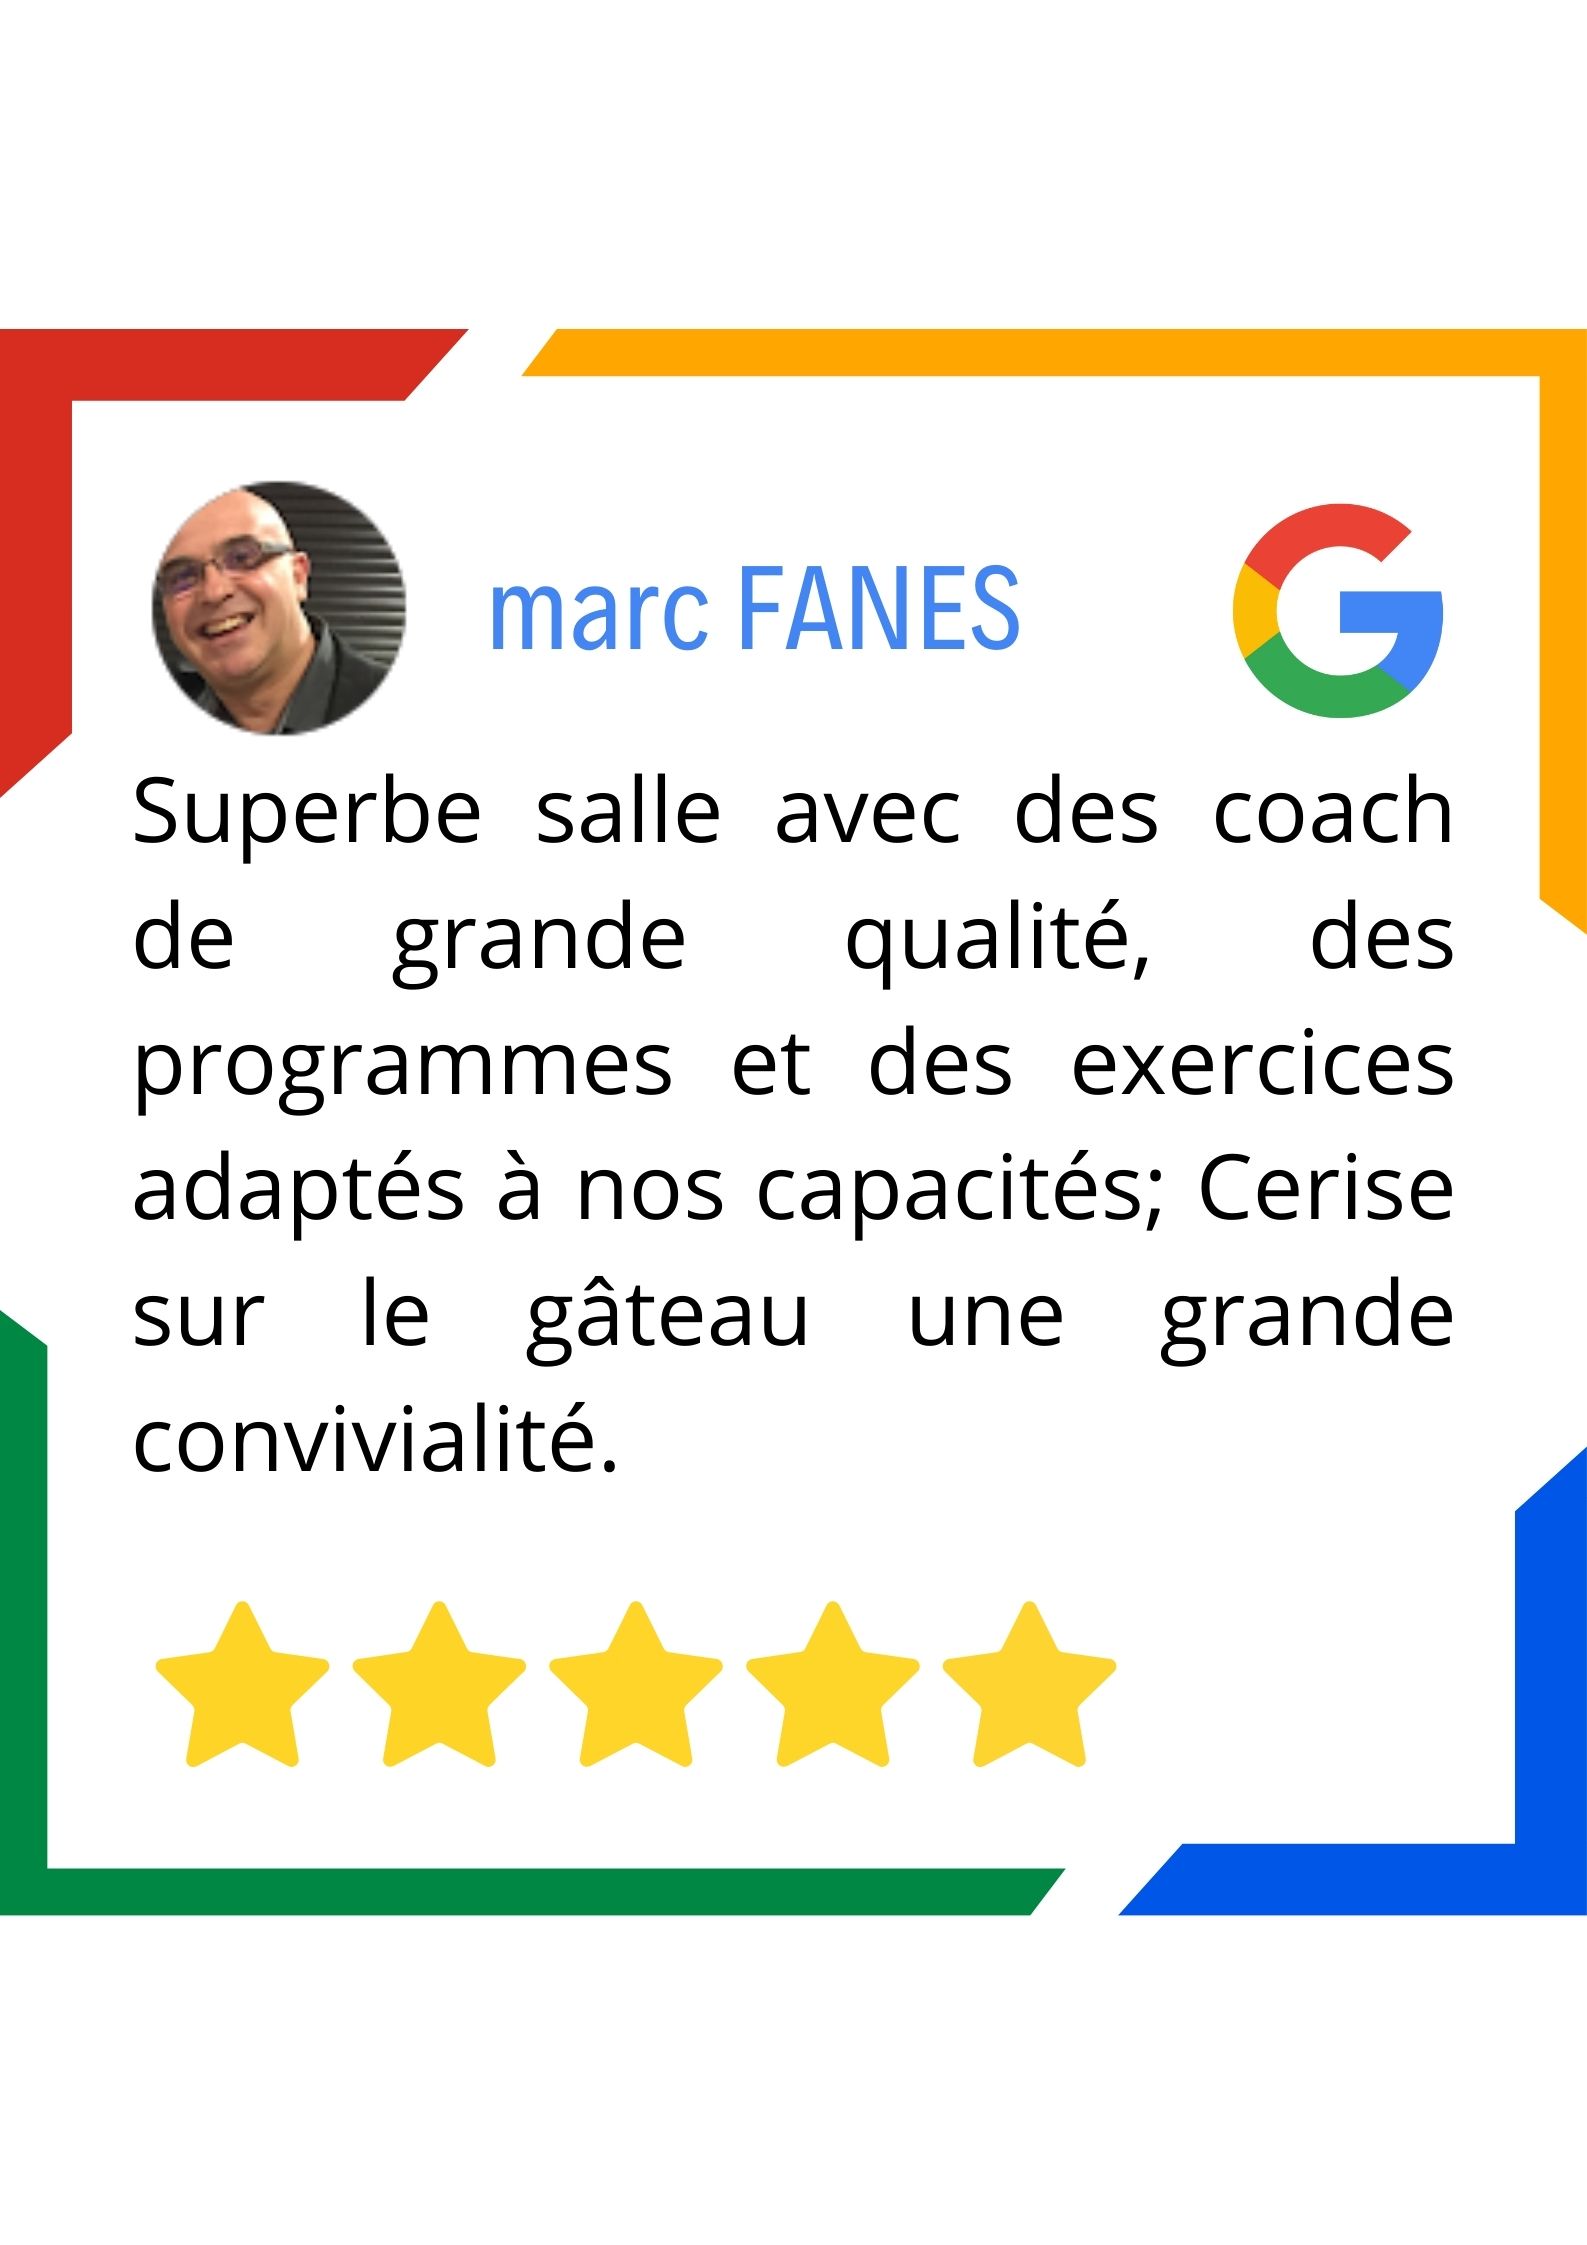 marc FANES
Superbe salle avec des coach
de grande qualité, des
programmes et des exercices
adaptés à nos capacités; Cerise
sur le gâteau une grande
convivialité.